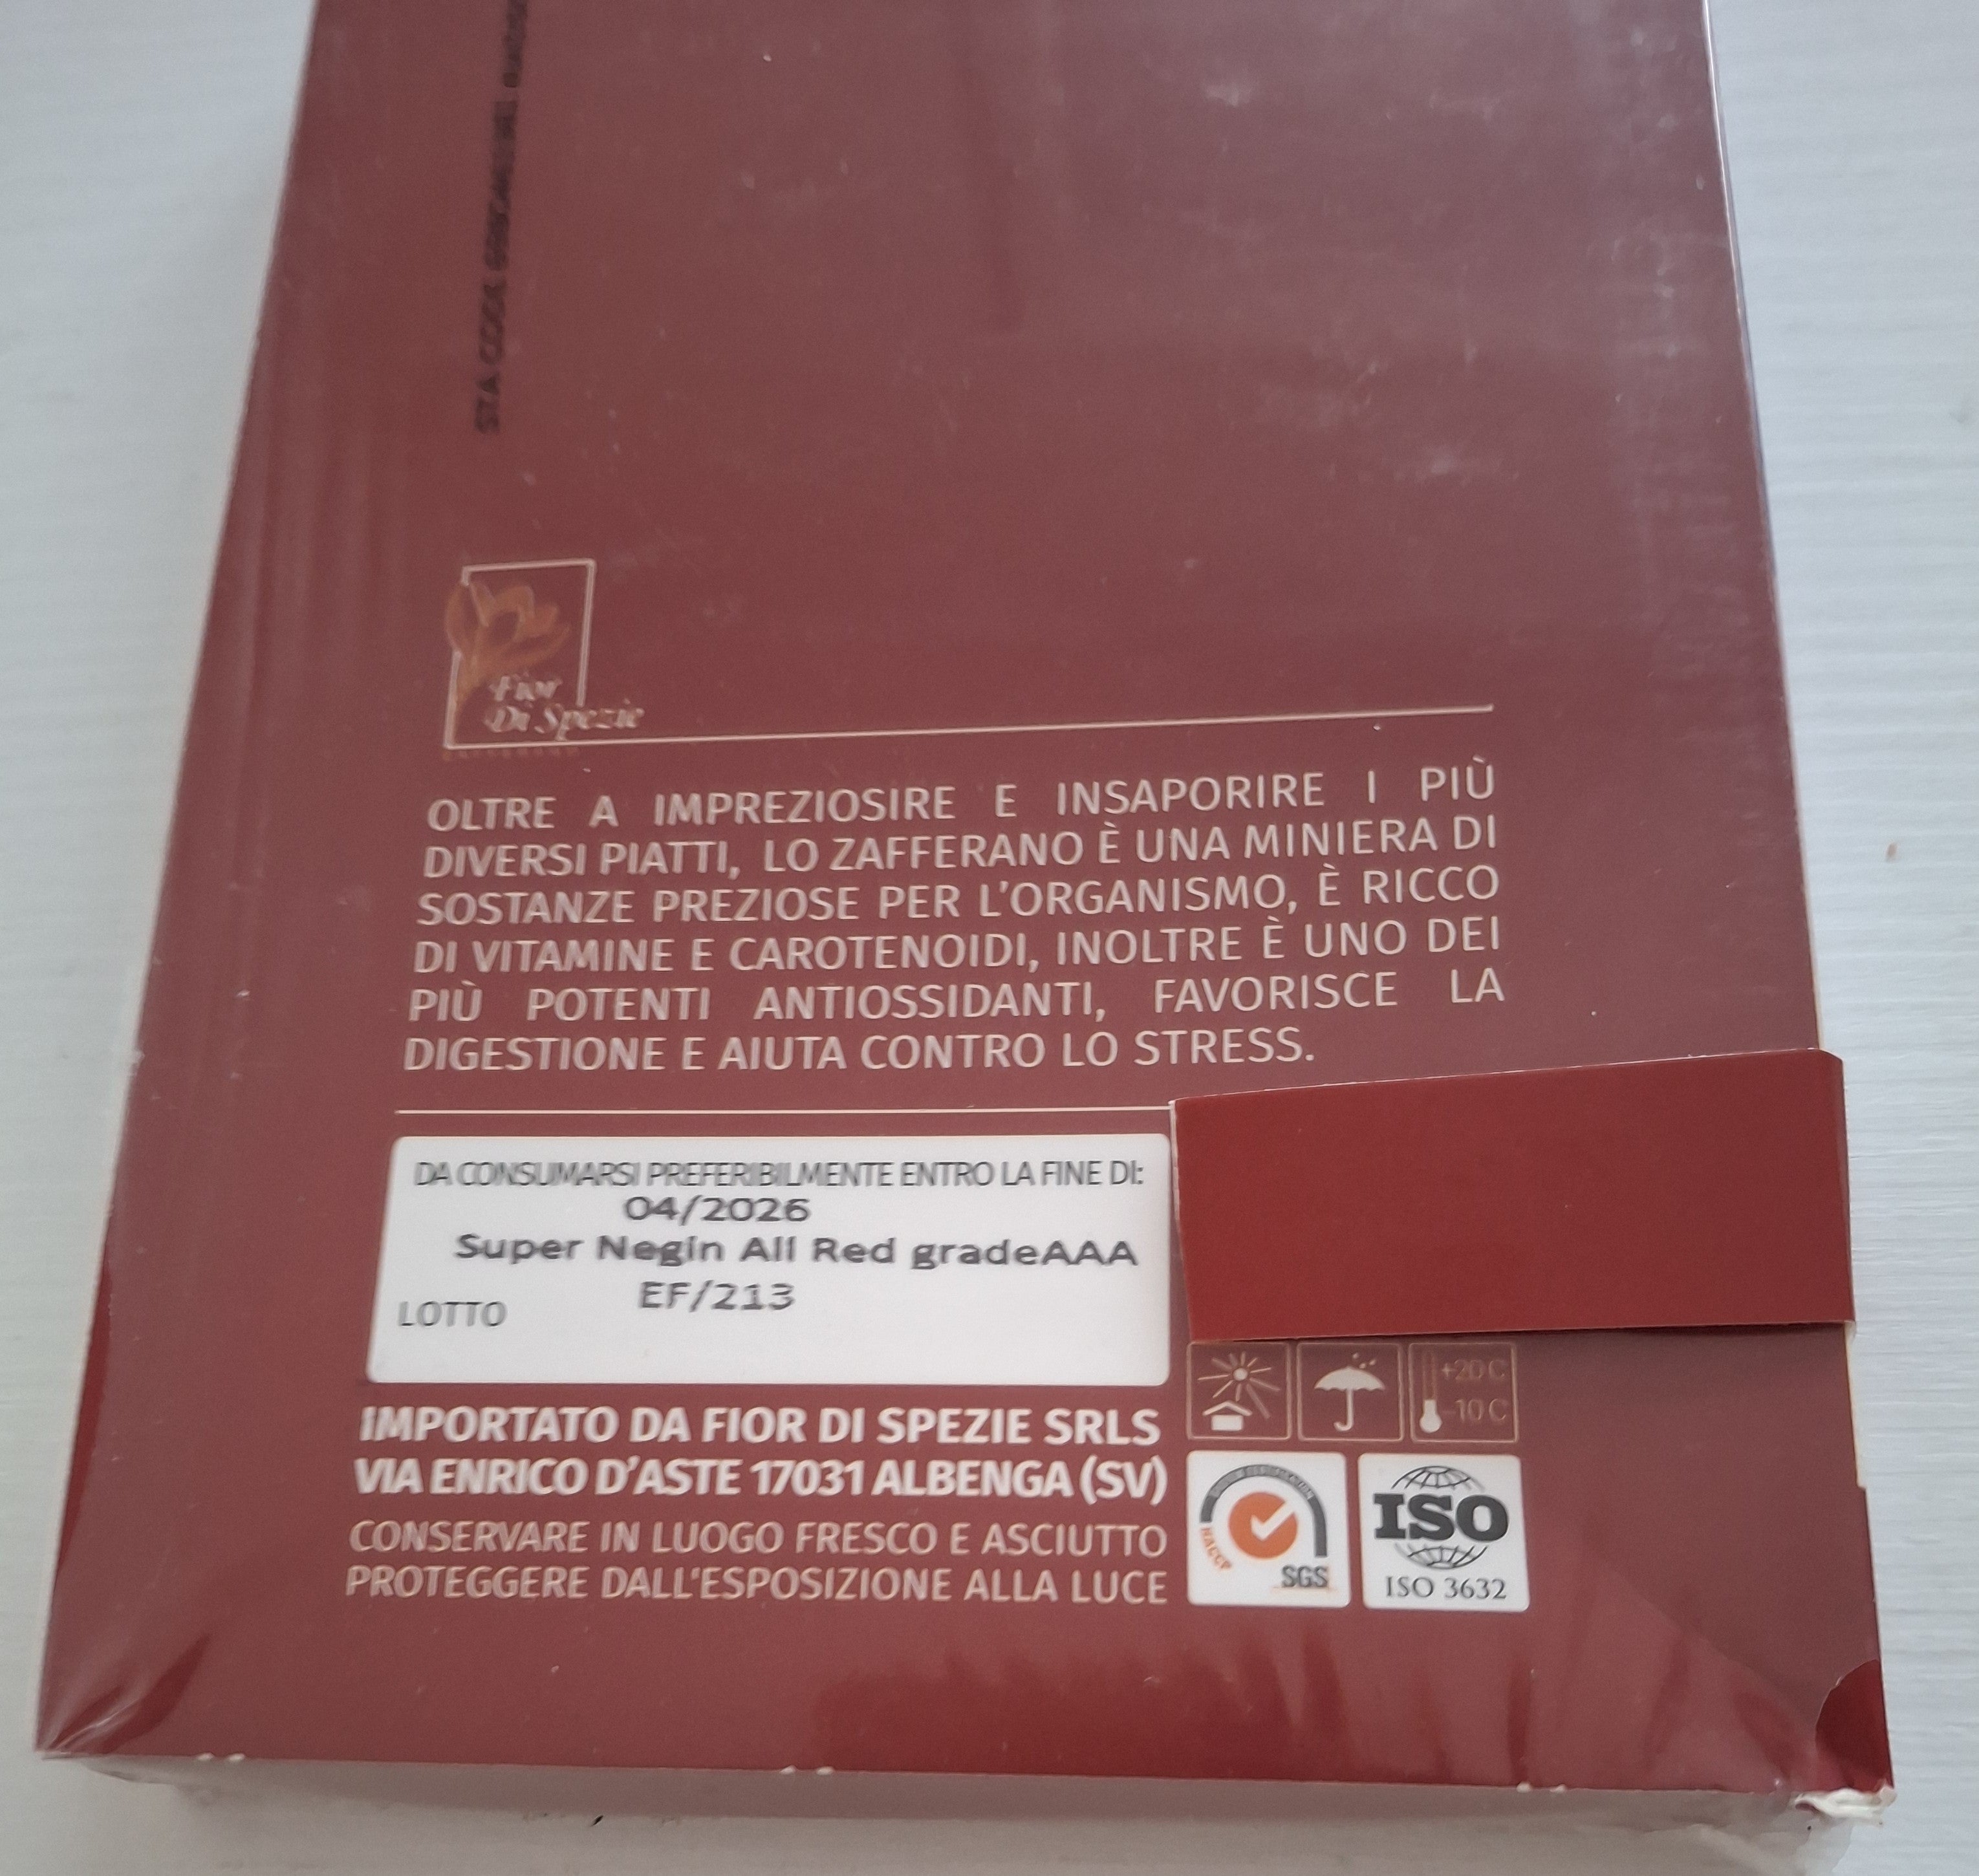 Fior
Di Spezie
OLTRE A IMPREZIOSIRE E INSAPORIRE I PIÙ
DIVERSI PIATTI, LO ZAFFERANO È UNA MINIERA DI
SOSTANZE PREZIOSE PER L'ORGANISMO, È RICCO
DI VITAMINE E CAROTENOIDI, INOLTRE È UNO DEI
PIÙ POTENTI ANTIOSSIDANTI, FAVORISCE LA
DIGESTIONE E AIUTA CONTRO LO STRESS.
DA CONSUMARSI PREFERIBILMENTE ENTRO LA FINE DI:
04/2026
Super Negin All Red gradeAAA
EF/213
LOTTO
+20 C
-10 C
IMPORTATO DA FIOR DI SPEZIE SRLS
VIA ENRICO D'ASTE 17031 ALBENGA (SV)
CONSERVARE IN LUOGO FRESCO E ASCIUTTO
PROTEGGERE DALL'ESPOSIZIONE ALLA LUCE
HACCP
SGS
ISO
ISO 3632